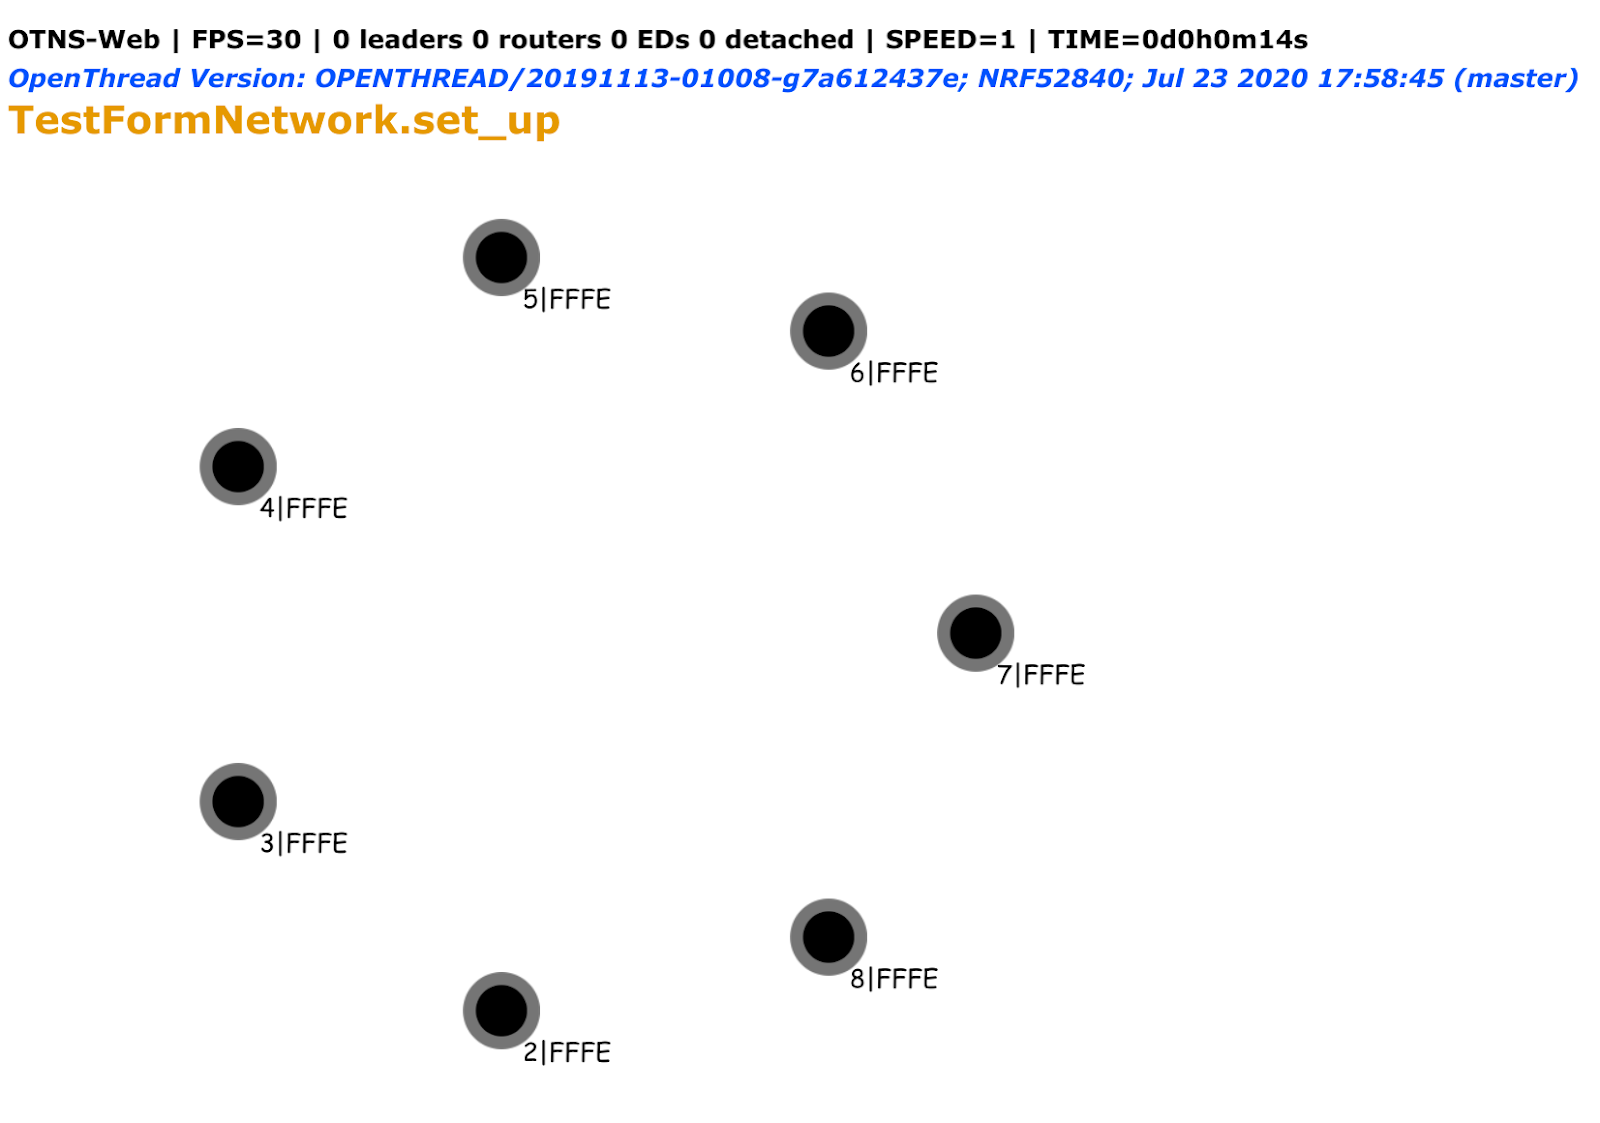 OTNS-Web | FPS=30 | 0 leaders 0 routers 0 EDs 0 detached | SPEED=1 | TIME=0d0h0m14s
OpenThread Version: OPENTHREAD/20191113-01008-g7a612437e; NRF52840; Jul 23 2020 17:58:45 (master)
TestFormNetwork.set_up
5|FFFE
6|FFFE
4|FFFE
7|FFFE
3|FFFE
8|FFFE
2|FFFE